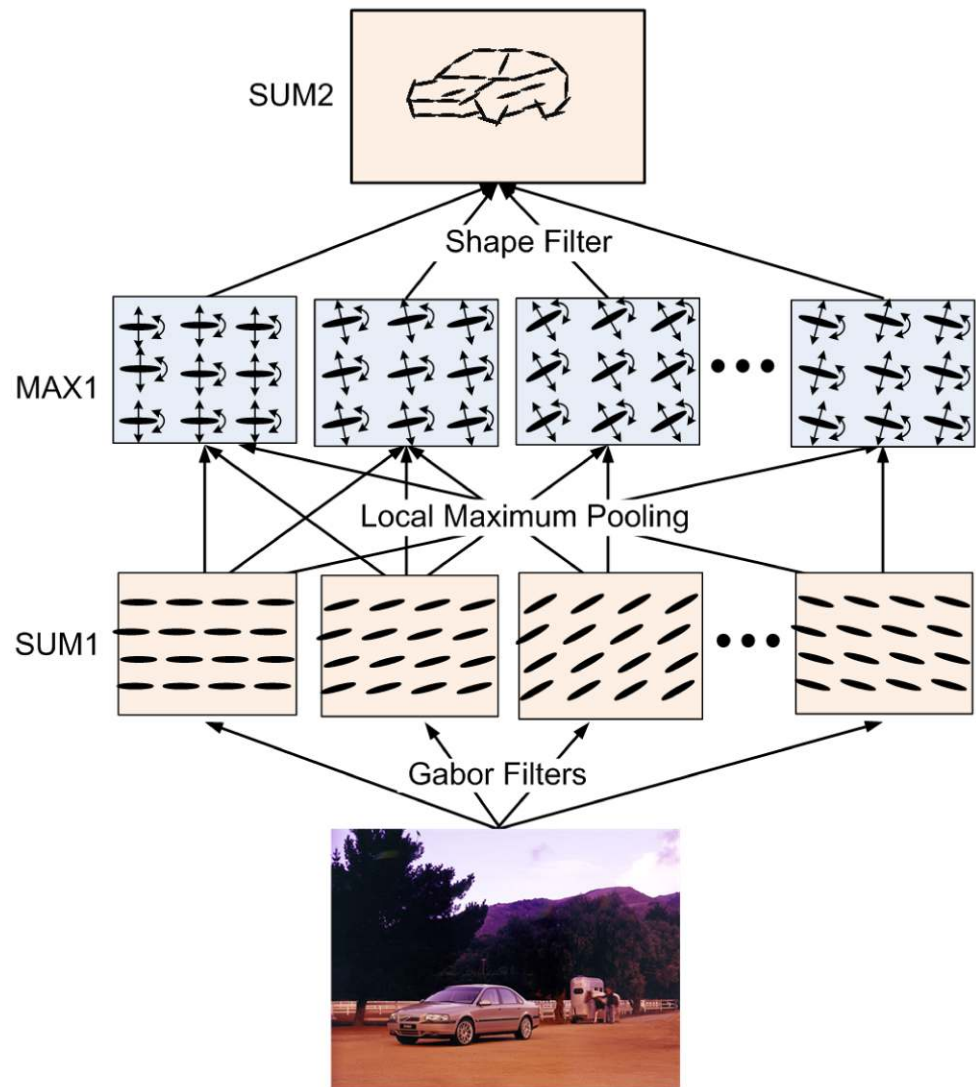 SUM2
Shape Filter
MAX1
Local Maximum Pooling
SUM1
Gabor Filters